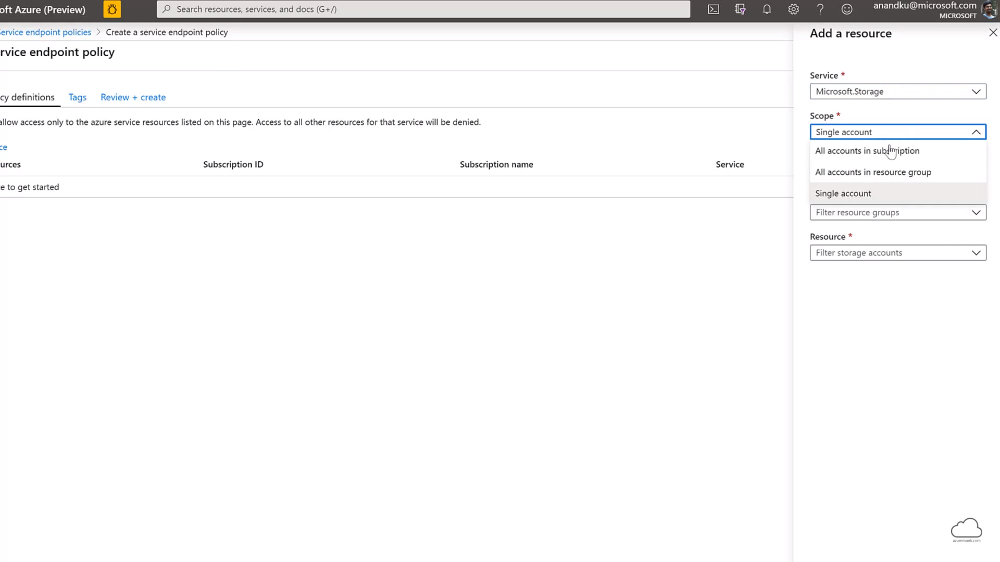 oft Azure (Preview)
Search resources, services, and docs (G+/)
anandku@microsoft.com
MICROSOFT
Service endpoint policies > Create a service endpoint policy
rvice endpoint policy
cy definitions
Tags
Review + create
allow access only to the azure service resources listed on this page. Access to all other resources for that service will be denied.
ce
urces
Subscription ID
Subscription name
Service
e to get started
Add a resource
Service *
Microsoft.Storage
Scope *
Single account
All accounts in subscription
All accounts in resource group
Single account
Filter resource groups
Resource *
Filter storage accounts
azuremonk.com